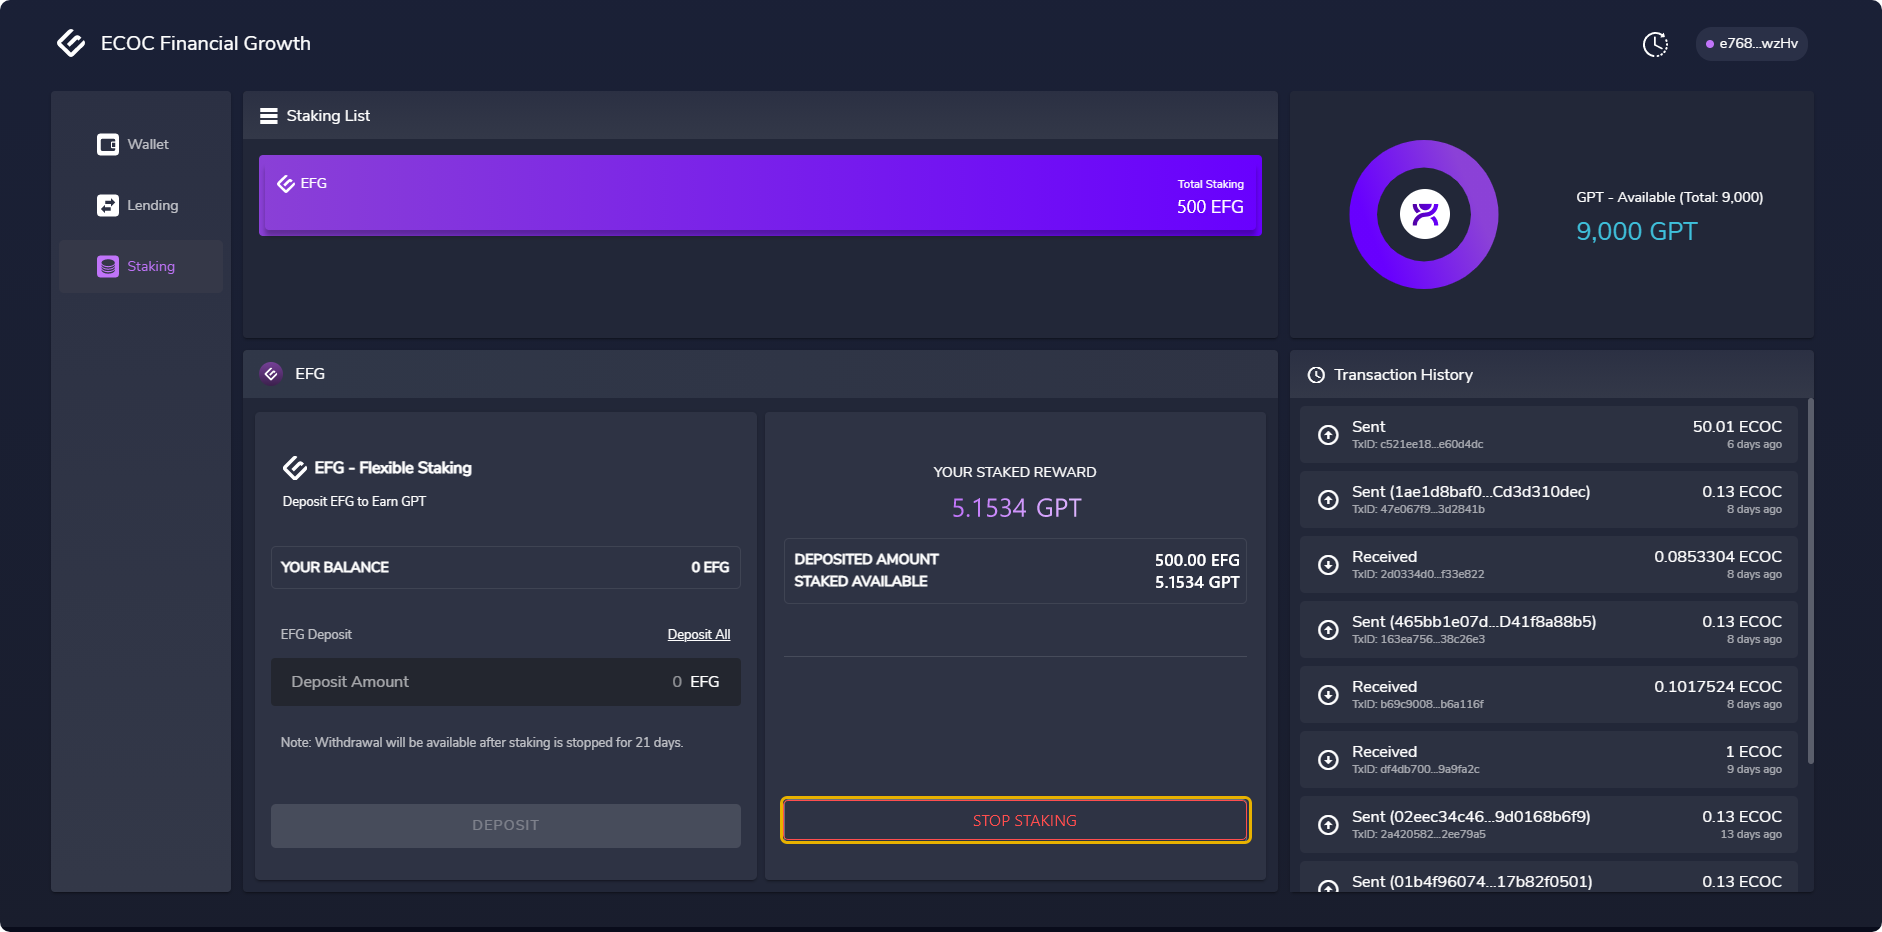 ECOC Financial Growth
e768...wzHv
Wallet
Lending
Staking
Staking List
EFG
Total Staking
500 EFG
GPT - Available (Total: 9,000)
9,000 GPT
EFG
EFG - Flexible Staking
Deposit EFG to Earn GPT
YOUR BALANCE 0 EFG
EFG Deposit Deposit All
Deposit Amount 0 EFG
Note: Withdrawal will be available after staking is stopped for 21 days.
DEPOSIT
YOUR STAKED REWARD
5.1534 GPT
DEPOSITED AMOUNT 500.00 EFG
STAKED AVAILABLE 5.1534 GPT
STOP STAKING
Transaction History
Sent 50.01 ECOC
TxID: c521ee18...e60d4dc 6 days ago
Sent (1ae1d8baf0...Cd3d310dec) 0.13 ECOC
TxID: 47e067f9...3d2841b 8 days ago
Received 0.0853304 ECOC
TxID: 2d0334d0...f33e822 8 days ago
Sent (465bb1e07d...D41f8a88b5) 0.13 ECOC
TxID: 163ea756...38c26e3 8 days ago
Received 0.1017524 ECOC
TxID: b69c9008...b6a116f 8 days ago
Received 1 ECOC
TxID: df4db700...9a9fa2c 9 days ago
Sent (02eec34c46...9d0168b6f9) 0.13 ECOC
TxID: 2a420582...2ee79a5 13 days ago
Sent (01b4f96074...17b82f0501) 0.13 ECOC